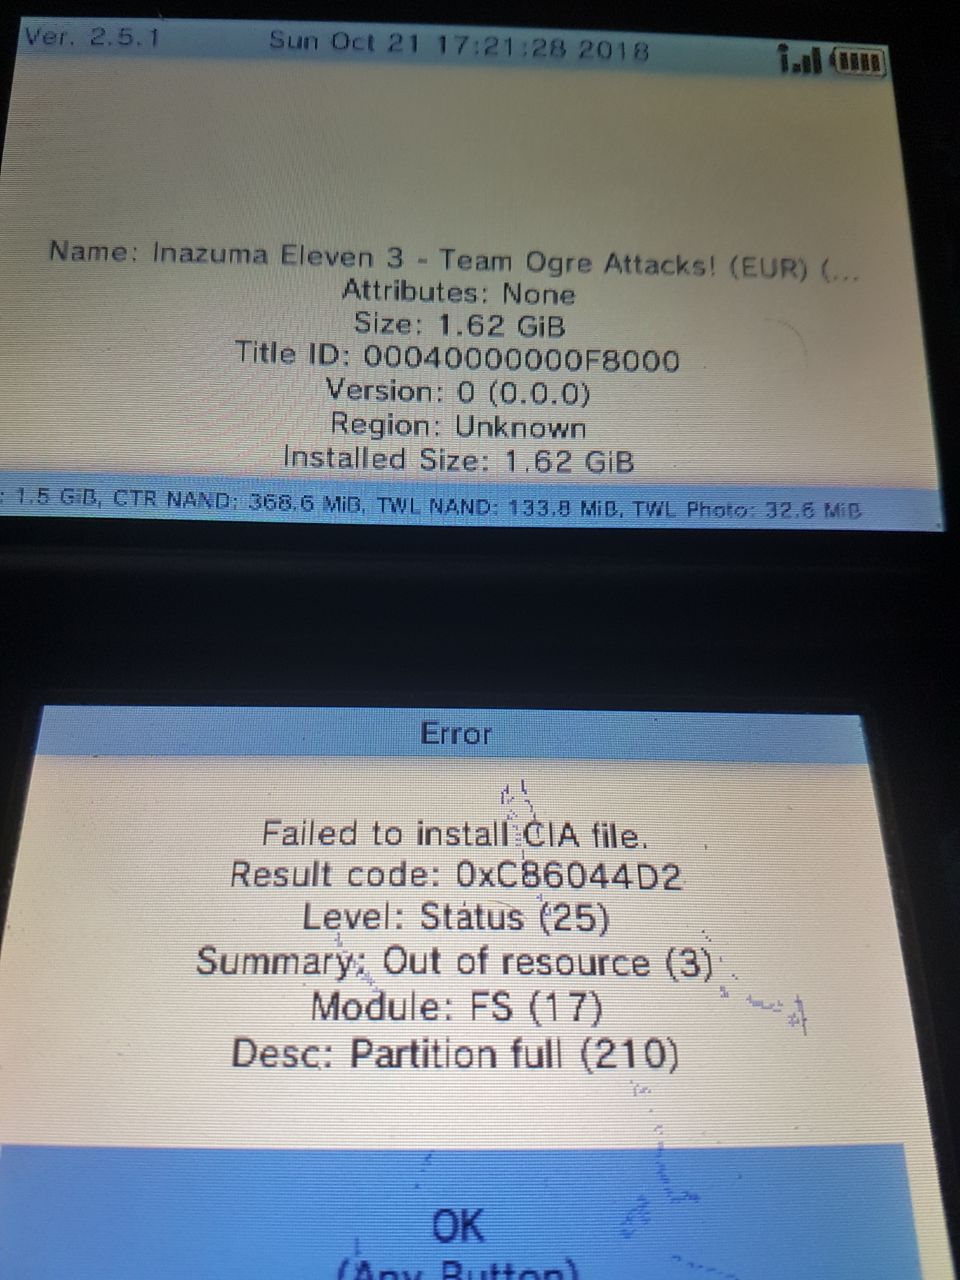 Ver. 2.5.1 Sun Oct 21 17:21:28 2018
Name: Inazuma Eleven 3 - Team Ogre Attacks! (EUR) (...
Attributes: None
Size: 1.62 GiB
Title ID: 00040000000F8000
Version: 0 (0.0.0)
Region: Unknown
Installed Size: 1.62 GiB
: 1.5 GiB, CTR NAND: 368.6 MiB, TWL NAND: 133.8 MiB, TWL Photo: 32.6 MiB
Error
Failed to install CIA file.
Result code: 0xC86044D2
Level: Status (25)
Summary: Out of resource (3)
Module: FS (17)
Desc: Partition full (210)
OK
(Any Button)